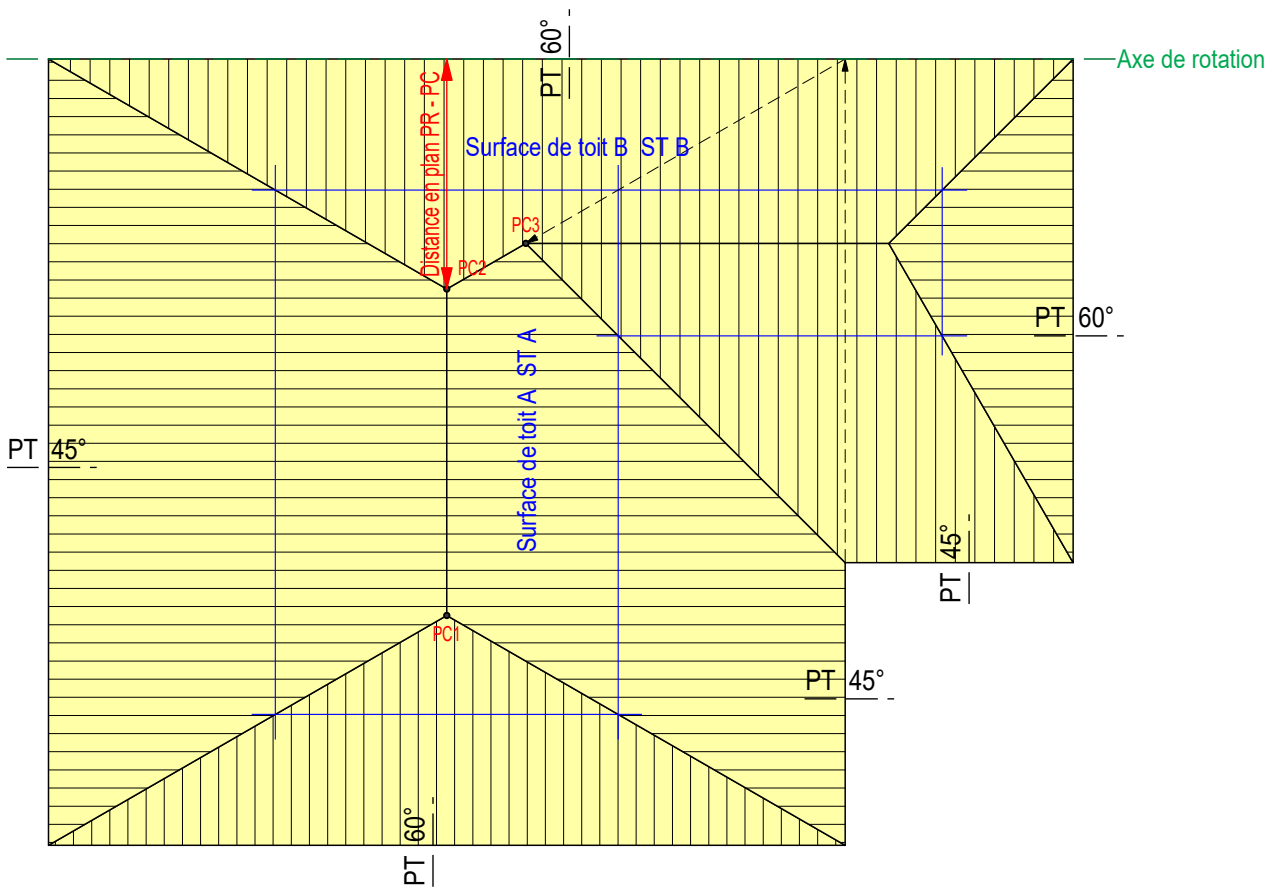 PT 60°
Axe de rotation
Distance en plan PR - PC
Surface de toit B ST B
PC3
PC2
PT 60°
Surface de toit A ST A
PT 45°
PT 45°
PC1
PT 45°
PT 60°